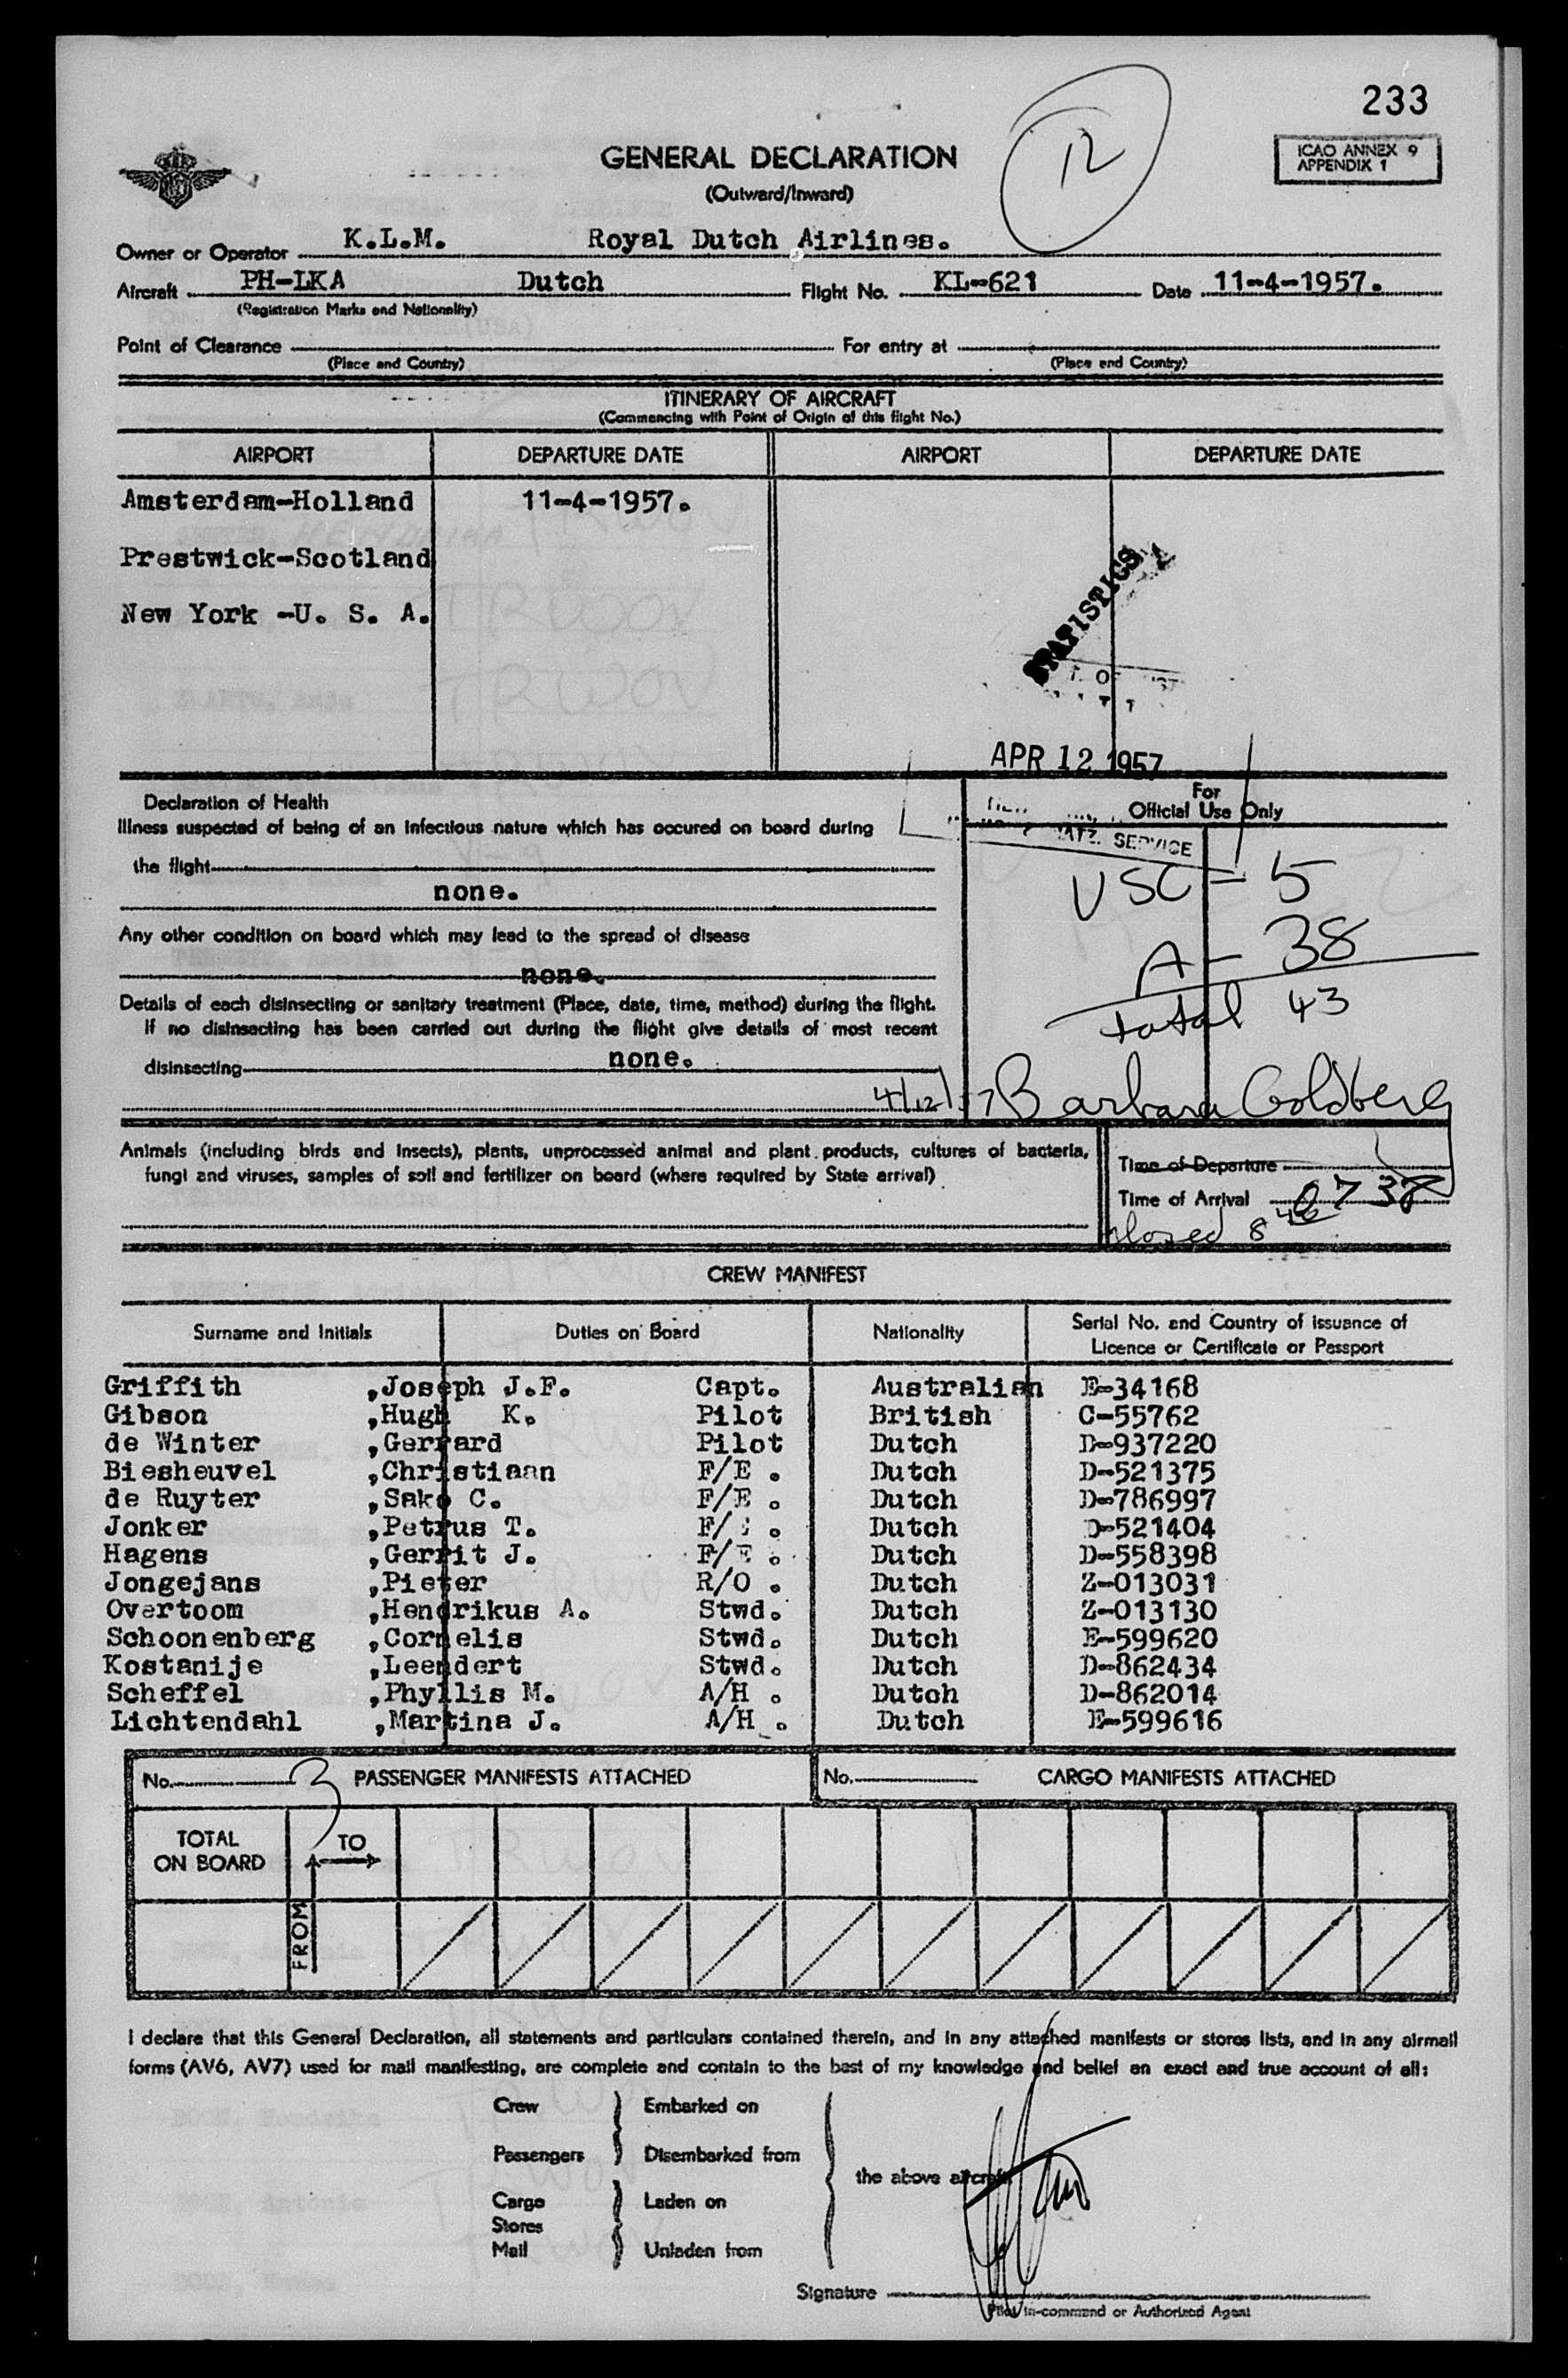 233
GENERAL DECLARATION
12
ICAO ANNEX 9
APPENDIX 1
(Outward/Inward)
Owner or Operator K.L.M. Royal Dutch Airlines.
Aircraft PH-LKA Dutch Flight No. KL-621 Date 11-4-1957.
(Registration Marks and Nationality)
Point of Clearance For entry at
(Place and Country) (Place and Country)
ITINERARY OF AIRCRAFT
(Commencing with Point of Origin of this flight No.)
AIRPORT DEPARTURE DATE AIRPORT DEPARTURE DATE
Amsterdam-Holland 11-4-1957.
Prestwick-Scotland
New York -U. S. A.
STATISTICS
APR 12 1957
Declaration of Health
For
Official Use Only
Illness suspected of being of an infectious nature which has occured on board during
SERVICE
the flight
none.
USC - 5
Any other condition on board which may lead to the spread of disease
A - 38
none.
Details of each disinsecting or sanitary treatment (Place, date, time, method) during the flight.
Total 43
If no disinsecting has been carried out during the flight give details of most recent
disinsecting none.
4/12/57 Barbara Goldberg
Animals (including birds and insects), plants, unprocessed animal and plant products, cultures of bacteria,
fungi and viruses, samples of soil and fertilizer on board (where required by State arrival)
Time of Departure
Time of Arrival 0738
closed 8 46
CREW MANIFEST
Surname and Initials Duties on Board Nationality Serial No. and Country of issuance of
Licence or Certificate or Passport
Griffith ,Joseph J.F. Capt. Australian E-34168
Gibson ,Hugh K. Pilot British C-55762
de Winter ,Gerrard Pilot Dutch D-937220
Biesheuvel ,Christiaan F/E . Dutch D-521375
de Ruyter ,Sako C. F/E . Dutch D-786997
Jonker ,Petrus T. F/E . Dutch D-521404
Hagens ,Gerrit J. F/E . Dutch D-558398
Jongejans ,Pieter R/O . Dutch Z-013031
Overtoom ,Hendrikus A. Stwd. Dutch Z-013130
Schoonenberg ,Cornelis Stwd. Dutch E-599620
Kostanije ,Leendert Stwd. Dutch D-862434
Scheffel ,Phyllis M. A/H . Dutch D-862014
Lichtendahl ,Martina J. A/H . Dutch E-599616
No. 3 PASSENGER MANIFESTS ATTACHED No. CARGO MANIFESTS ATTACHED
TOTAL
ON BOARD
TO
FROM
I declare that this General Declaration, all statements and particulars contained therein, and in any attached manifests or stores lists, and in any airmail
forms (AV6, AV7) used for mail manifesting, are complete and contain to the best of my knowledge and belief an exact and true account of all:
Crew Embarked on
Passengers Disembarked from
the above aircraft
Cargo Laden on
Stores
Mail Unladen from
Signature
Pilot in-command or Authorized Agent